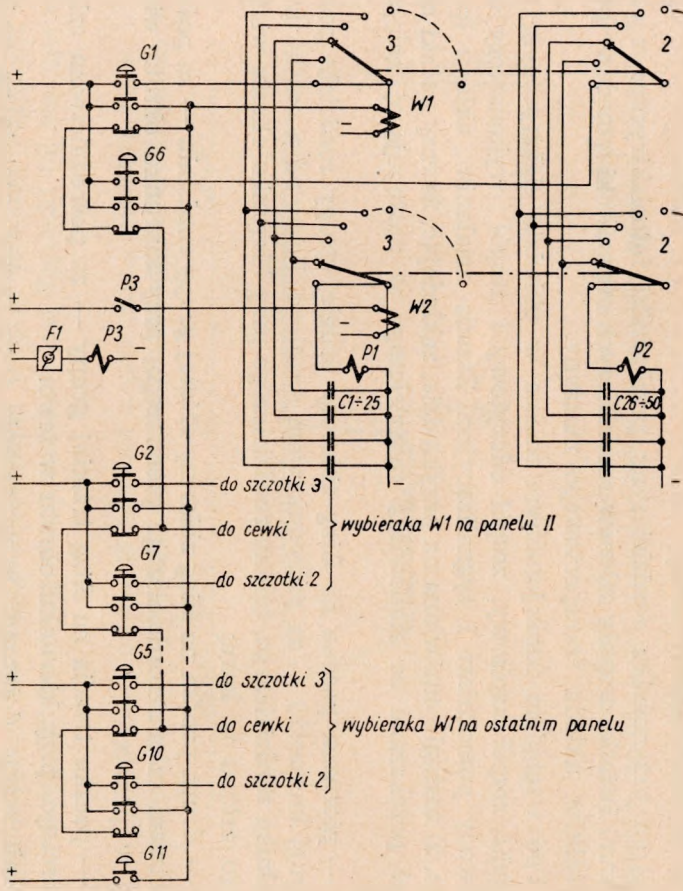 G1
3
2
+
W1
–
G6
3
2
P3
+
W2
–
F1
P3
+
–
P1
P2
C1÷25
C26÷50
–
–
G2
+
do szczotki 3
do cewki
wybieraka W1 na panelu II
G7
do szczotki 2
G5
+
do szczotki 3
do cewki
wybieraka W1 na ostatnim panelu
G10
do szczotki 2
G11
+